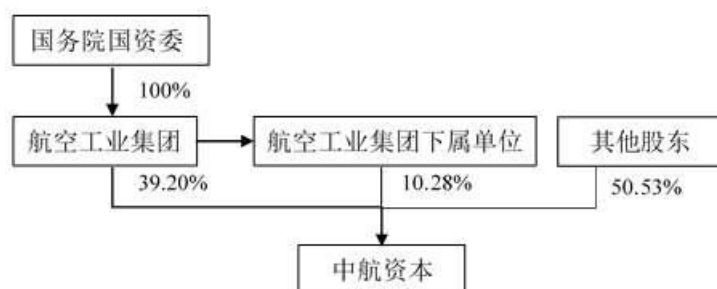 国务院国资委
100%
航空工业集团
航空工业集团下属单位
其他股东
39.20%
10.28%
50.53%
中航资本